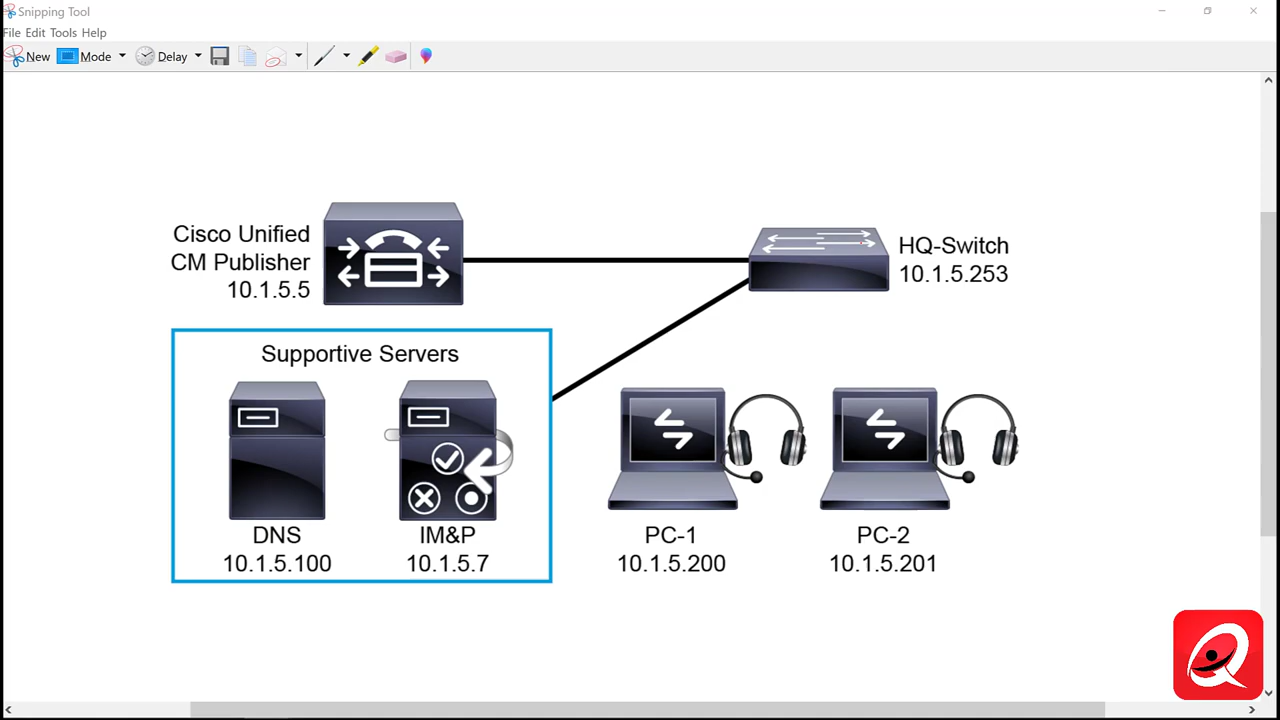 Snipping Tool
File Edit Tools Help
New Mode Delay
Cisco Unified
CM Publisher
10.1.5.5
HQ-Switch
10.1.5.253
Supportive Servers
DNS
10.1.5.100
IM&P
10.1.5.7
PC-1
10.1.5.200
PC-2
10.1.5.201